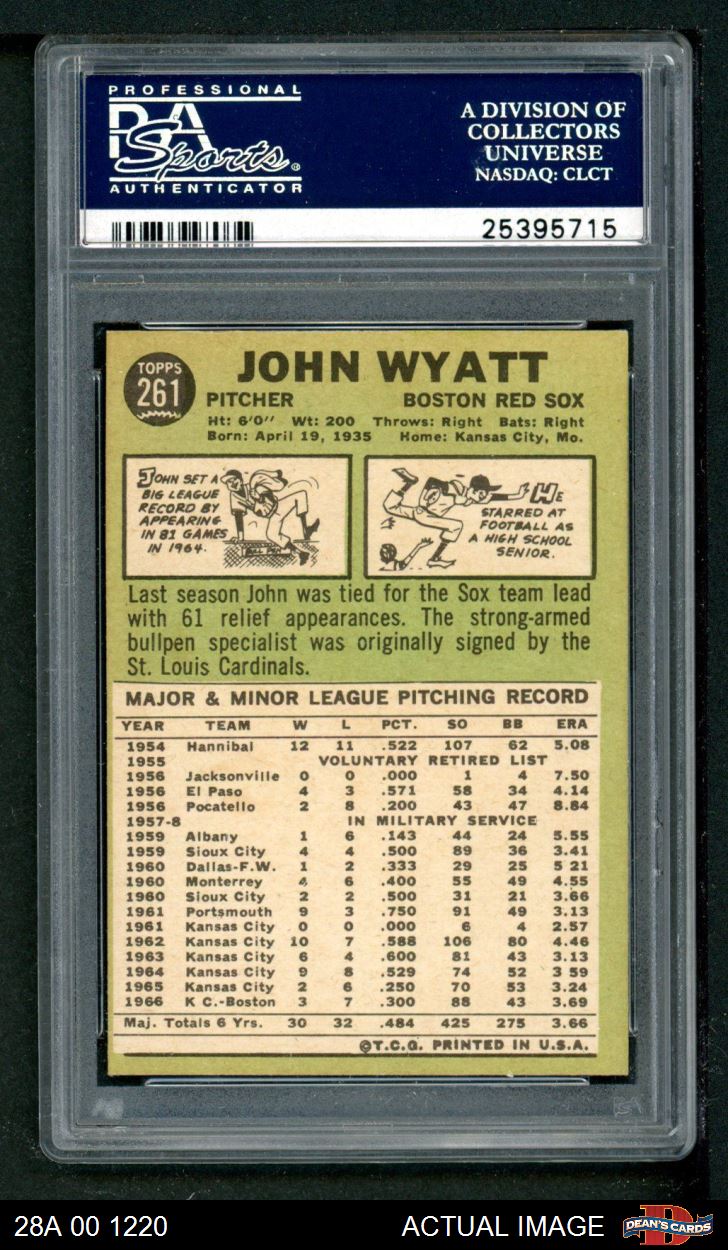 PROFESSIONAL
PSA
Sports®
AUTHENTICATOR
A DIVISION OF
COLLECTORS
UNIVERSE
NASDAQ: CLCT
25395715
TOPPS
261
JOHN WYATT
PITCHER BOSTON RED SOX
Ht: 6'0" Wt: 200 Throws: Right Bats: Right
Born: April 19, 1935 Home: Kansas City, Mo.
JOHN SET A
BIG LEAGUE
RECORD BY
APPEARING
IN 81 GAMES
IN 1964.
BULL PEN
HE
STARRED AT
FOOTBALL AS
A HIGH SCHOOL
SENIOR.
Last season John was tied for the Sox team lead
with 61 relief appearances. The strong-armed
bullpen specialist was originally signed by the
St. Louis Cardinals.
MAJOR & MINOR LEAGUE PITCHING RECORD
YEAR TEAM W L PCT. SO BB ERA
1954 Hannibal 12 11 .522 107 62 5.08
1955 VOLUNTARY RETIRED LIST
1956 Jacksonville 0 0 .000 1 4 7.50
1956 El Paso 4 3 .571 58 34 4.14
1956 Pocatello 2 8 .200 43 47 8.84
1957-8 IN MILITARY SERVICE
1959 Albany 1 6 .143 44 24 5.55
1959 Sioux City 4 4 .500 89 36 3.41
1960 Dallas-F.W. 1 2 .333 29 25 5 21
1960 Monterrey 4 6 .400 55 49 4.55
1960 Sioux City 2 2 .500 31 21 3.66
1961 Portsmouth 9 3 .750 91 49 3.13
1961 Kansas City 0 0 .000 6 4 2.57
1962 Kansas City 10 7 .588 106 80 4.46
1963 Kansas City 6 4 .600 81 43 3.13
1964 Kansas City 9 8 .529 74 52 3 59
1965 Kansas City 2 6 .250 70 53 3.24
1966 K C.-Boston 3 7 .300 88 43 3.69
Maj. Totals 6 Yrs. 30 32 .484 425 275 3.66
©T.C.G. PRINTED IN U.S.A.
28A 00 1220 ACTUAL IMAGE
DEAN'S CARDS